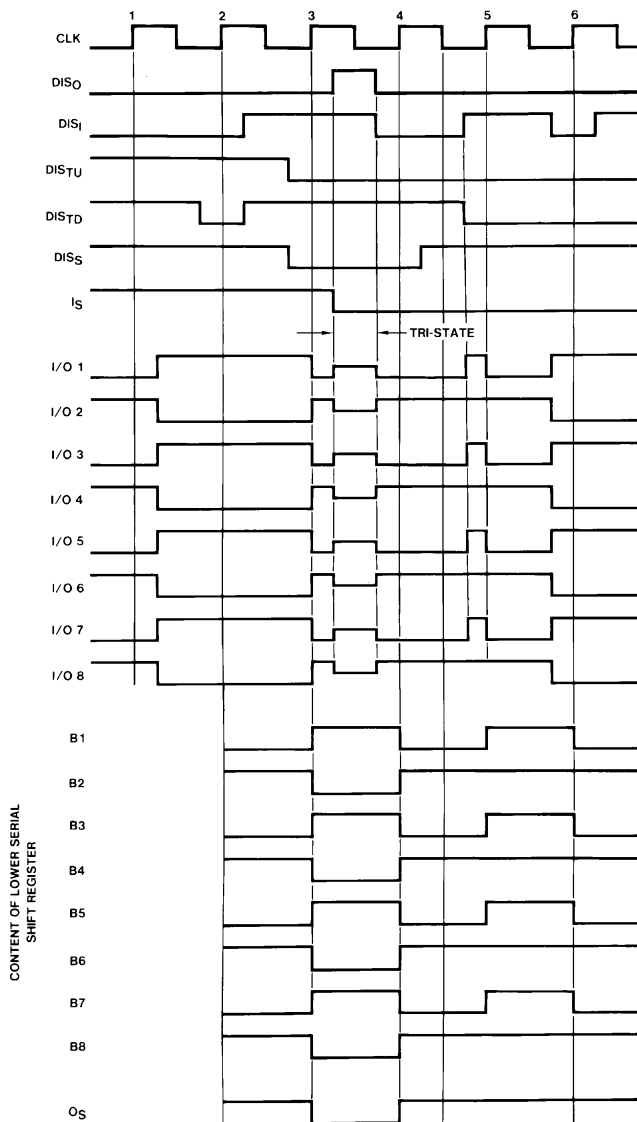 1 2 3 4 5 6
CLK
DISO
DISI
DISTU
DISTD
DISS
IS
TRI-STATE
I/O 1
I/O 2
I/O 3
I/O 4
I/O 5
I/O 6
I/O 7
I/O 8
CONTENT OF LOWER SERIAL
SHIFT REGISTER
B1
B2
B3
B4
B5
B6
B7
B8
OS